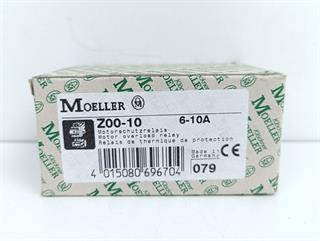 MOELLER
Z00-10 6-10A
Motorschutzrelais
Motor overload relay
Relais de thermique de protection
Made in Germany
CE
4 015080 696704
079